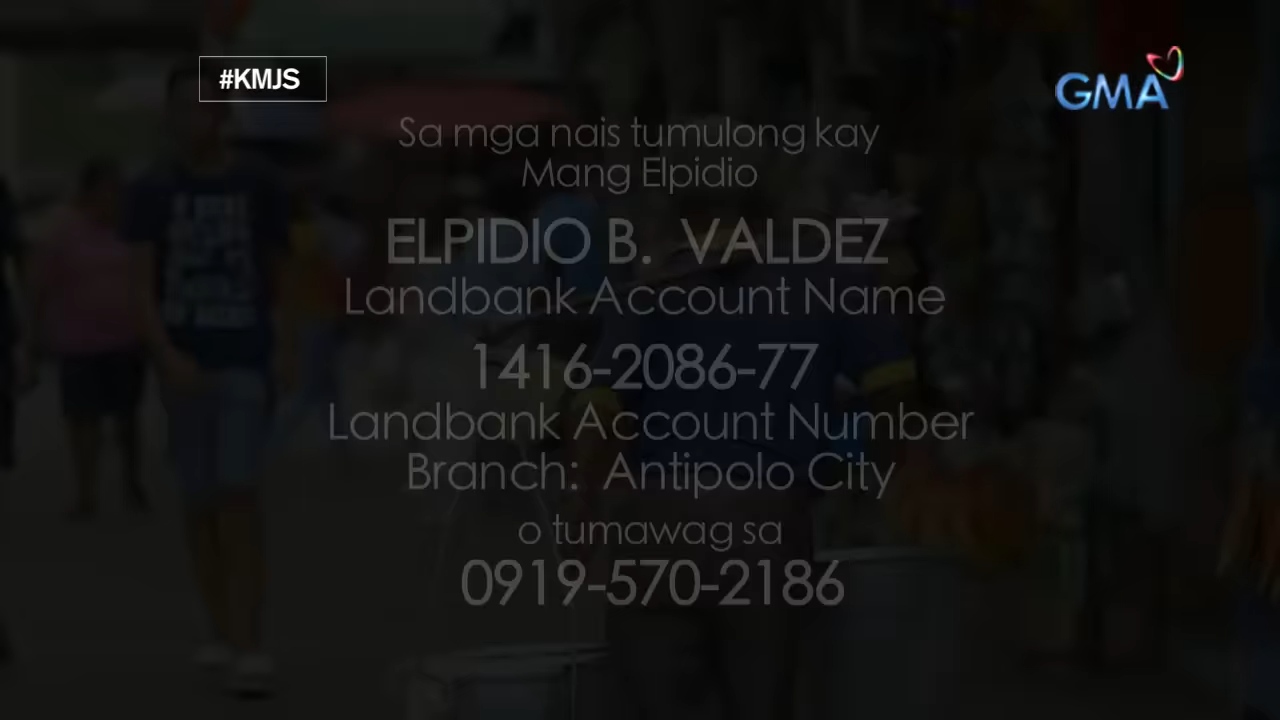 #KMJS
GMA
Sa mga nais tumulong kay
Mang Elpidio
ELPIDIO B. VALDEZ
Landbank Account Name
1416-2086-77
Landbank Account Number
Branch: Antipolo City
o tumawag sa
0919-570-2186